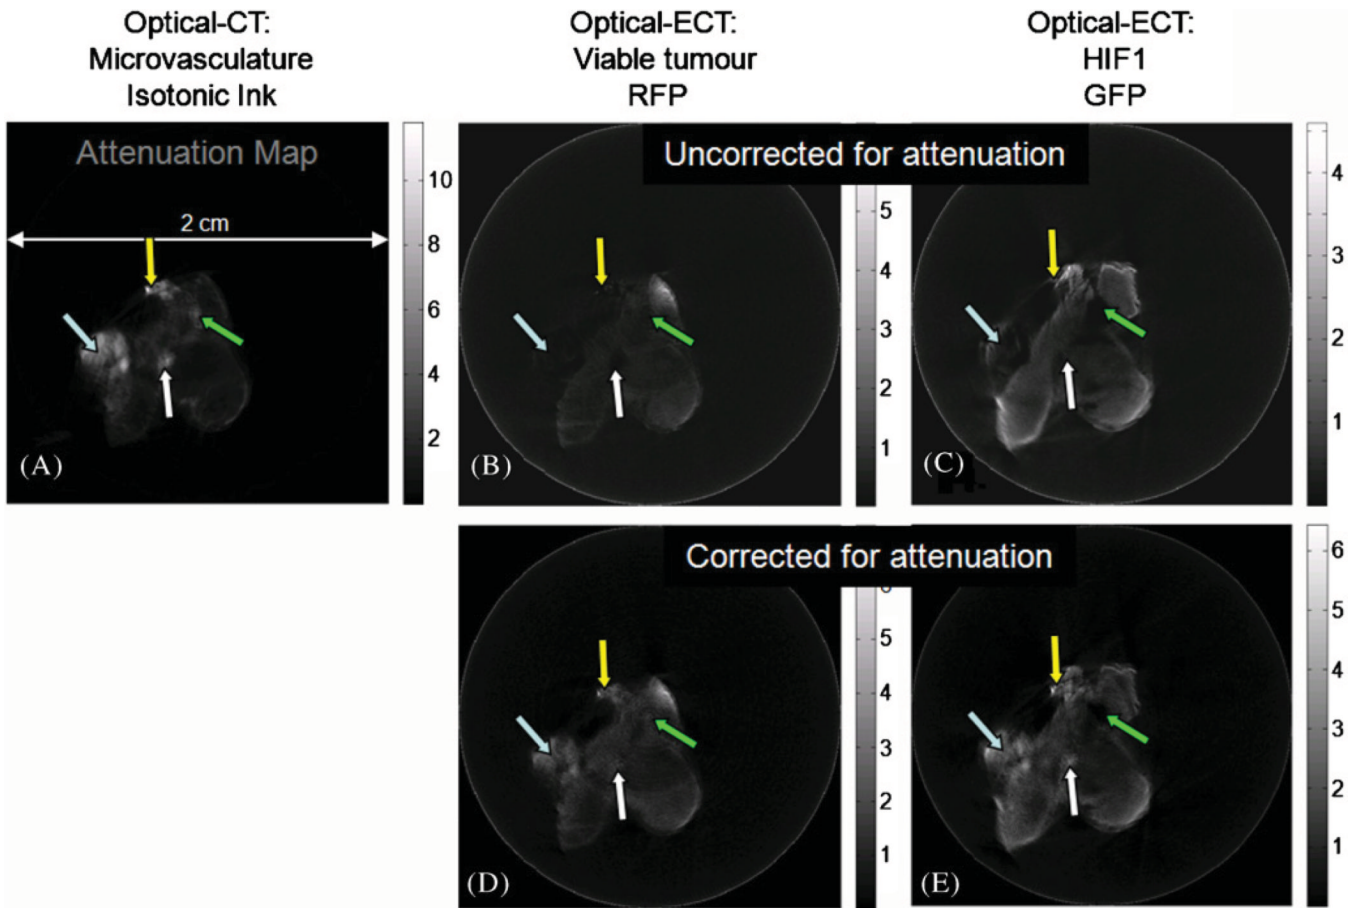 Optical-CT:
Microvasculature
Isotonic Ink
Optical-ECT:
Viable tumour
RFP
Optical-ECT:
HIF1
GFP
Attenuation Map
2 cm
(A)
10
8
6
4
2
Uncorrected for attenuation
(B)
5
4
3
2
1
(C)
4
3
2
1
Corrected for attenuation
(D)
5
4
3
2
1
(E)
6
5
4
3
2
1